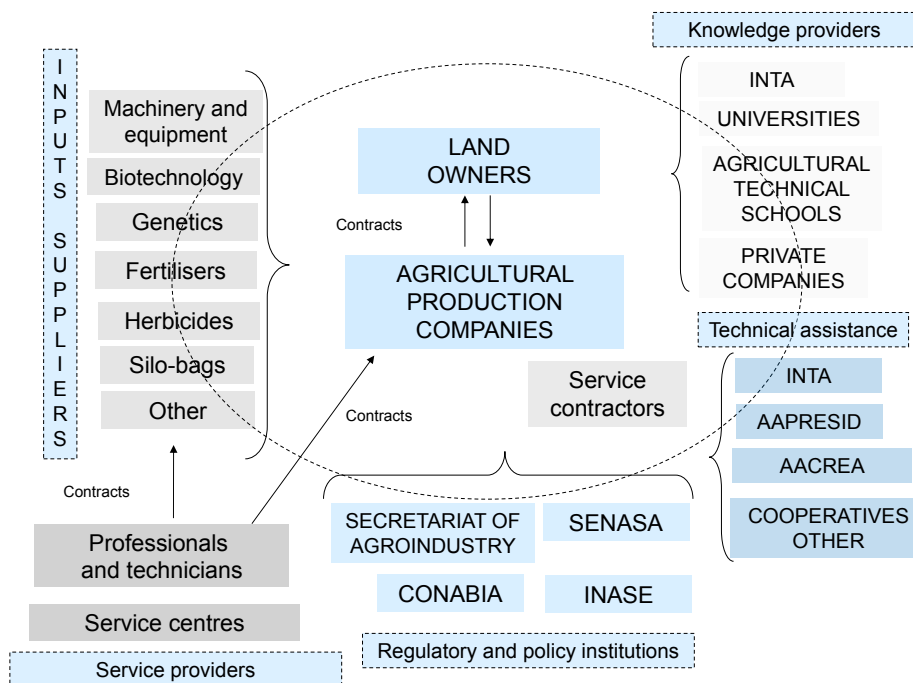 INPUTS SUPPLIERS
Machinery and
equipment
Biotechnology
Genetics
Fertilisers
Herbicides
Silo-bags
Other
Contracts
Professionals
and technicians
Service centres
Service providers
LAND
OWNERS
Contracts
AGRICULTURAL
PRODUCTION
COMPANIES
Contracts
Service
contractors
SECRETARIAT OF
AGROINDUSTRY
SENASA
CONABIA
INASE
Regulatory and policy institutions
Knowledge providers
INTA
UNIVERSITIES
AGRICULTURAL
TECHNICAL
SCHOOLS
PRIVATE
COMPANIES
Technical assistance
INTA
AAPRESID
AACREA
COOPERATIVES
OTHER